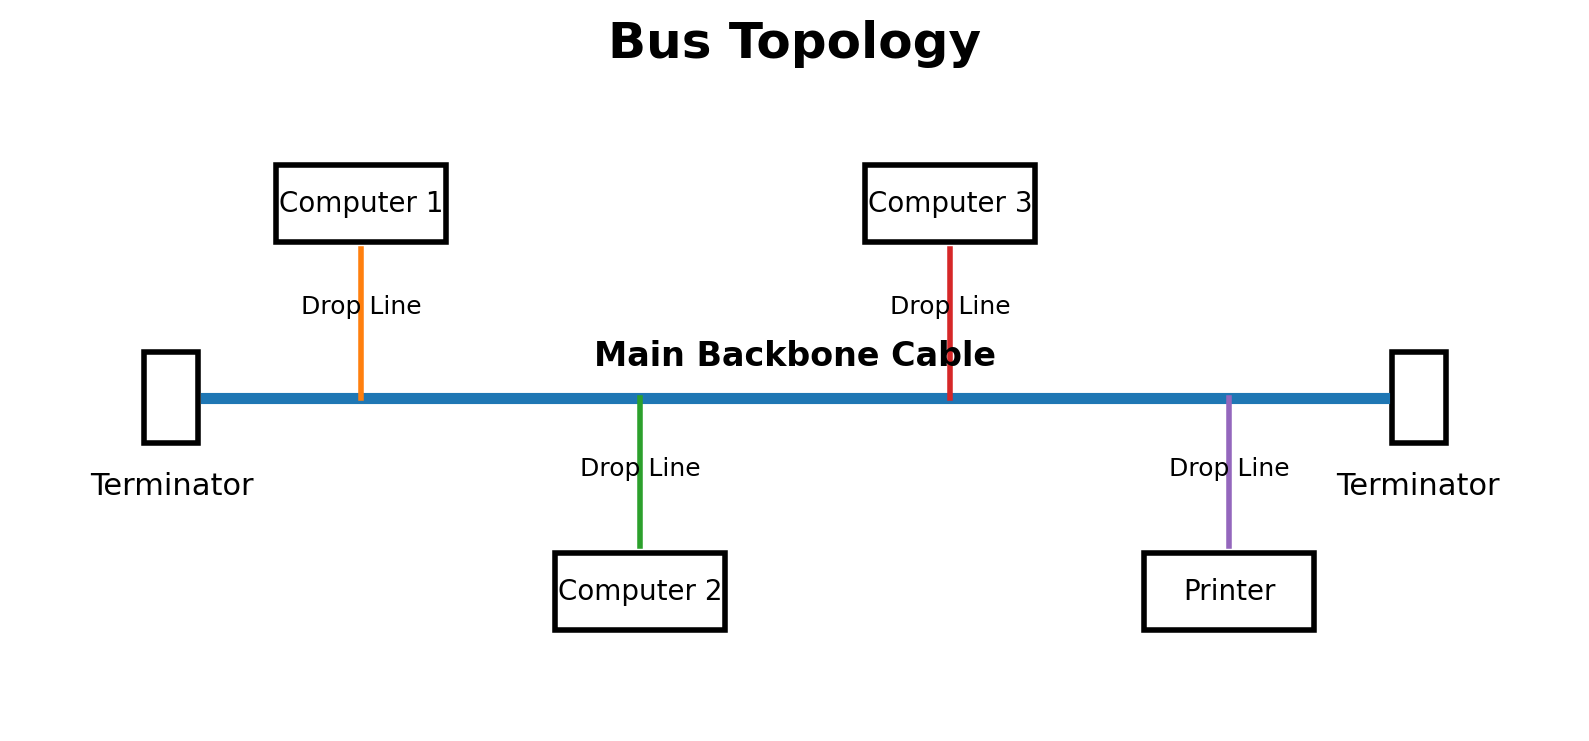 Bus Topology
Computer 1
Computer 3
Drop Line
Drop Line
Main Backbone Cable
Drop Line
Drop Line
Terminator
Terminator
Computer 2
Printer